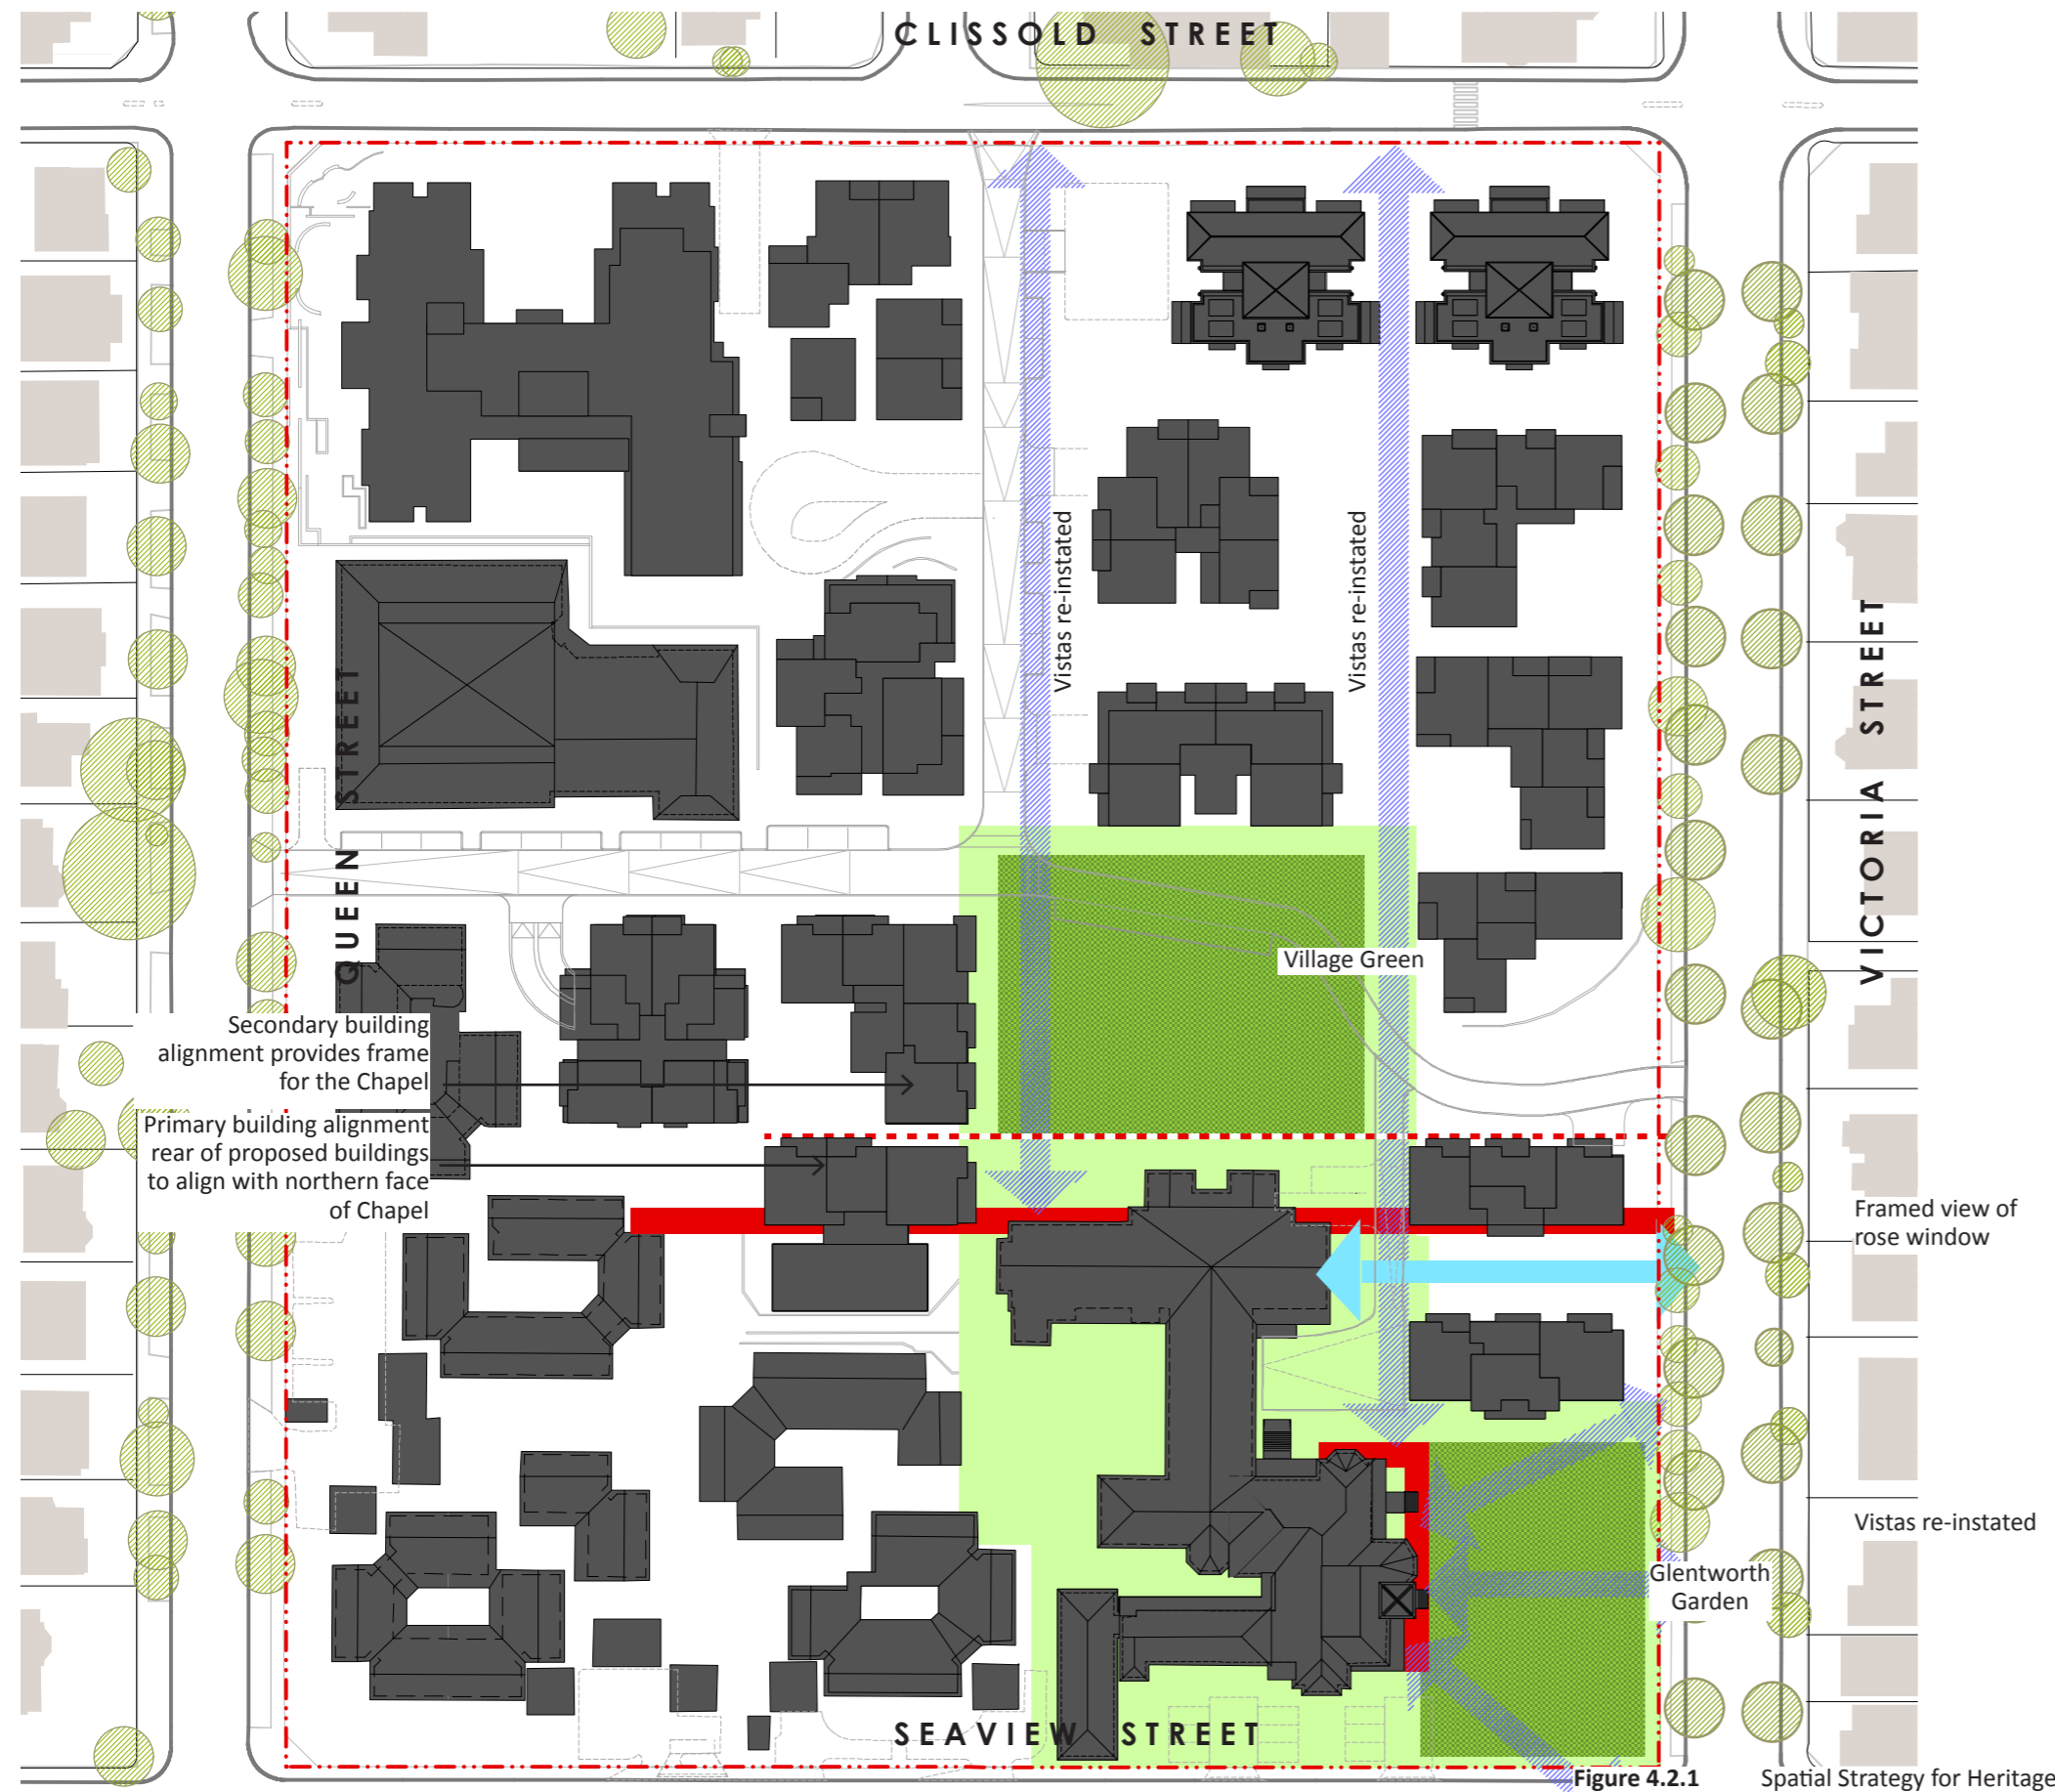 CLISSOLD STREET
Vistas re-instated
Vistas re-instated
QUEEN STREET
VICTORIA STREET
Village Green
Secondary building
alignment provides frame
for the Chapel
Primary building alignment
rear of proposed buildings
to align with northern face
of Chapel
Framed view of
rose window
Vistas re-instated
Glentworth
Garden
SEAVIEW STREET
Figure 4.2.1 Spatial Strategy for Heritage